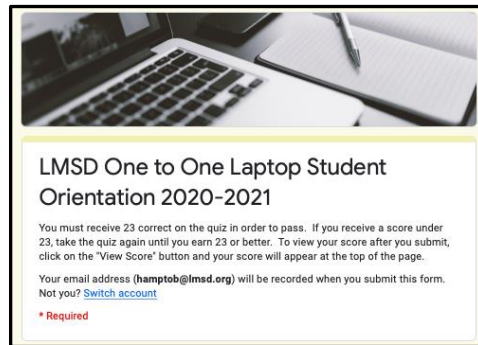 LMSD One to One Laptop Student
Orientation 2020-2021
You must receive 23 correct on the quiz in order to pass. If you receive a score under
23, take the quiz again until you earn 23 or better. To view your score after you submit,
click on the "View Score" button and your score will appear at the top of the page.
Your email address (hamptob@lmsd.org) will be recorded when you submit this form.
Not you? Switch account
* Required